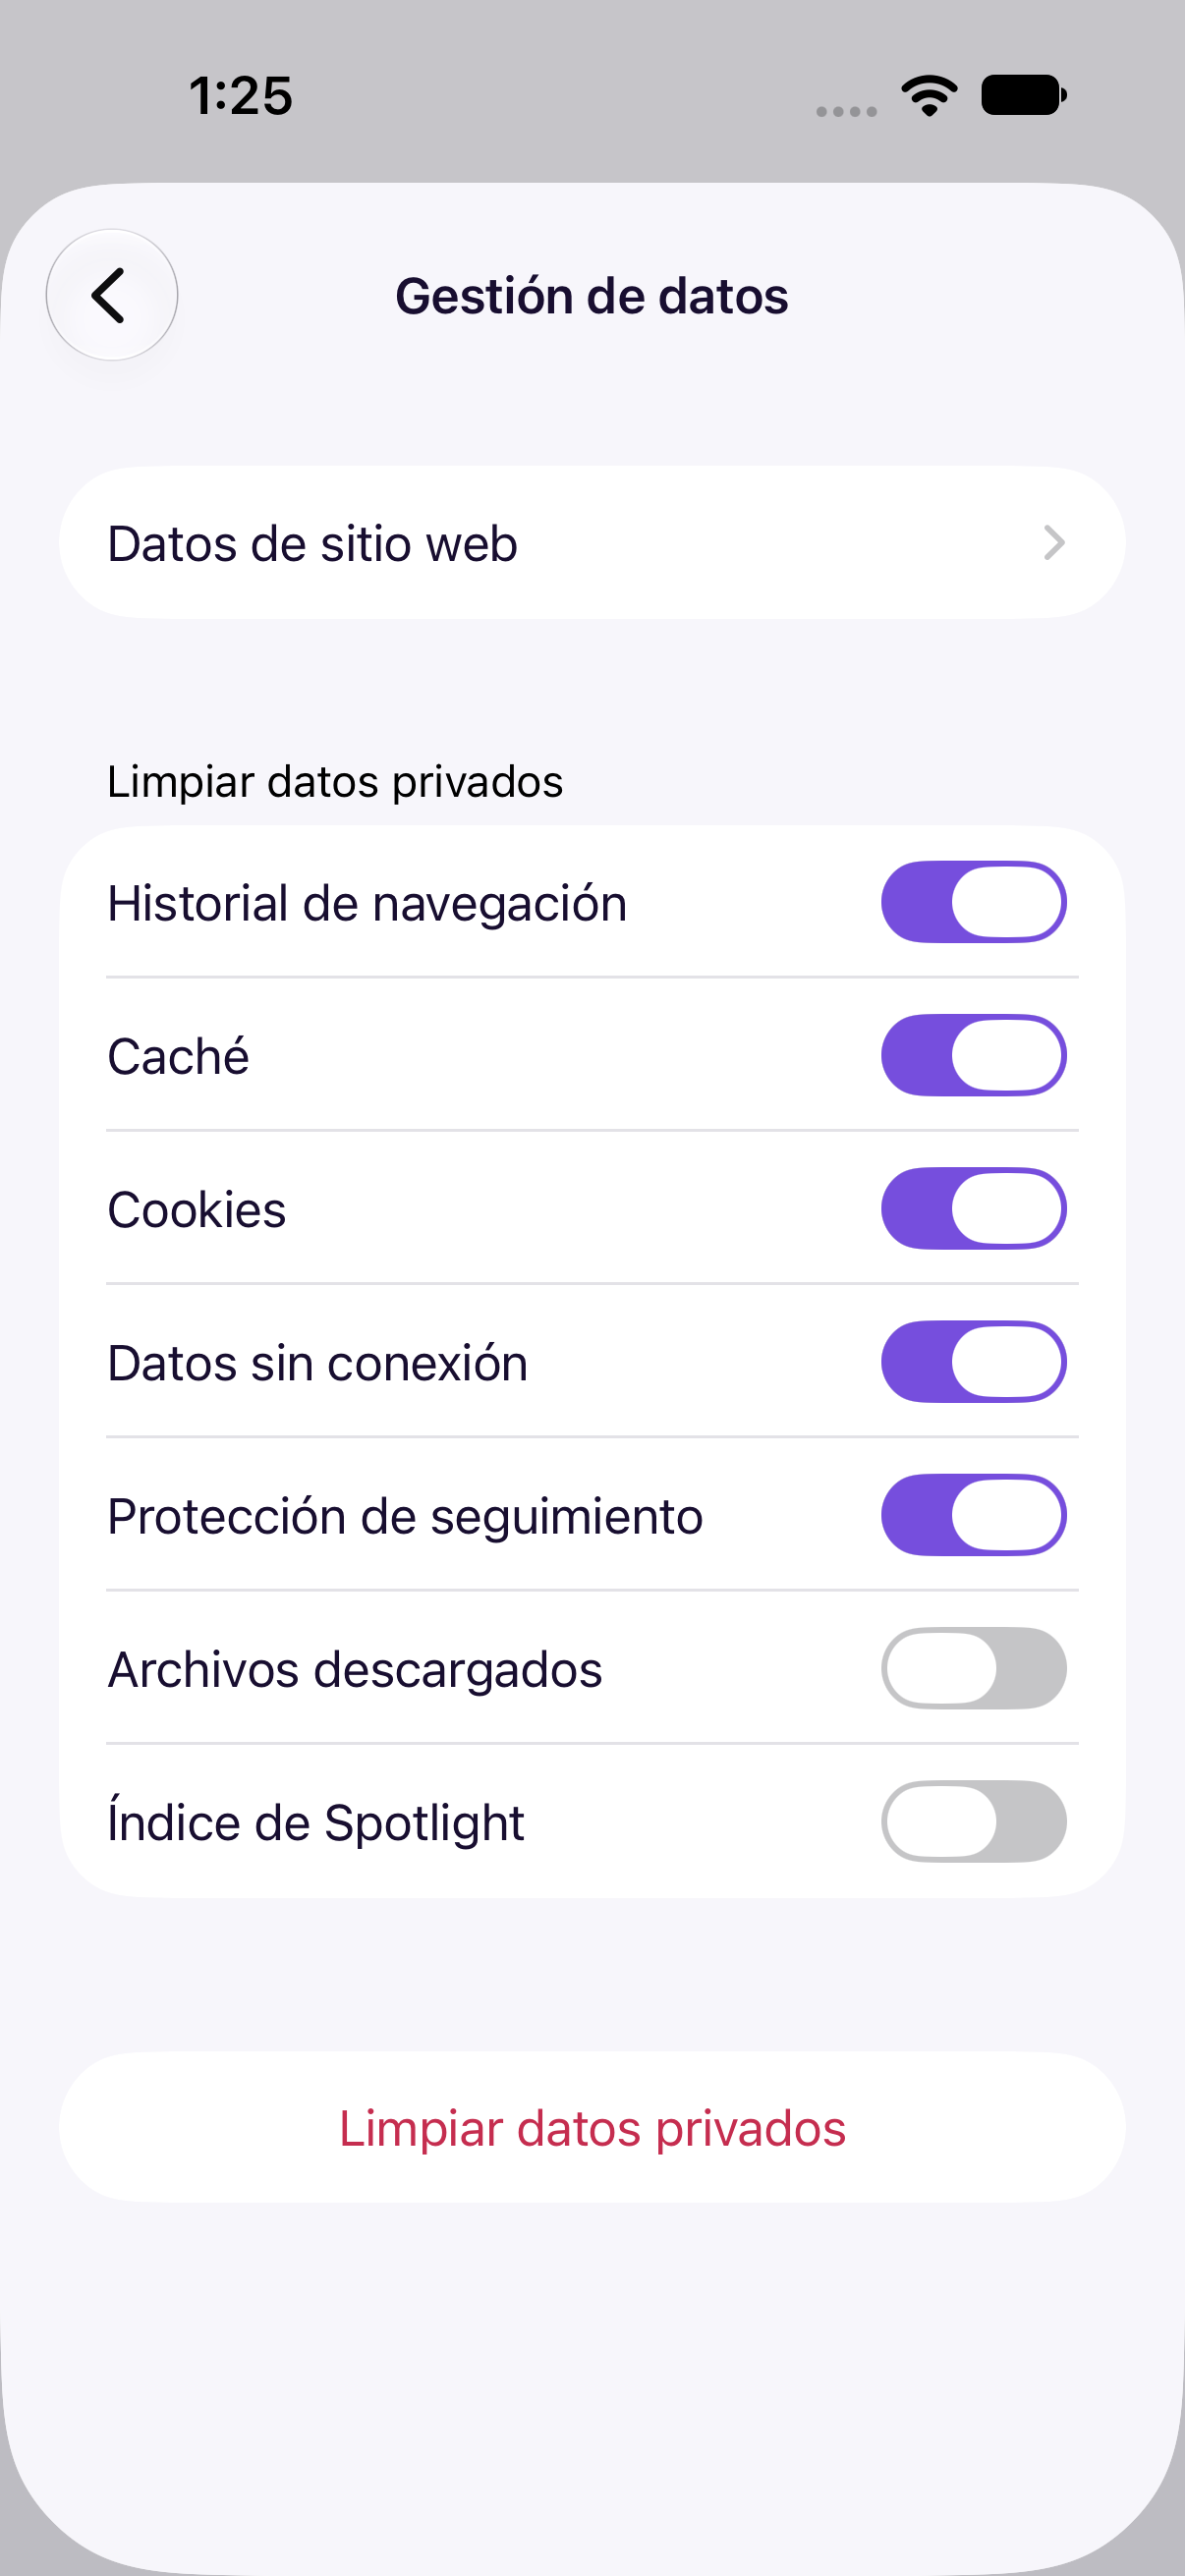 1:25
Gestión de datos
Datos de sitio web
Limpiar datos privados
Historial de navegación
Caché
Cookies
Datos sin conexión
Protección de seguimiento
Archivos descargados
Índice de Spotlight
Limpiar datos privados